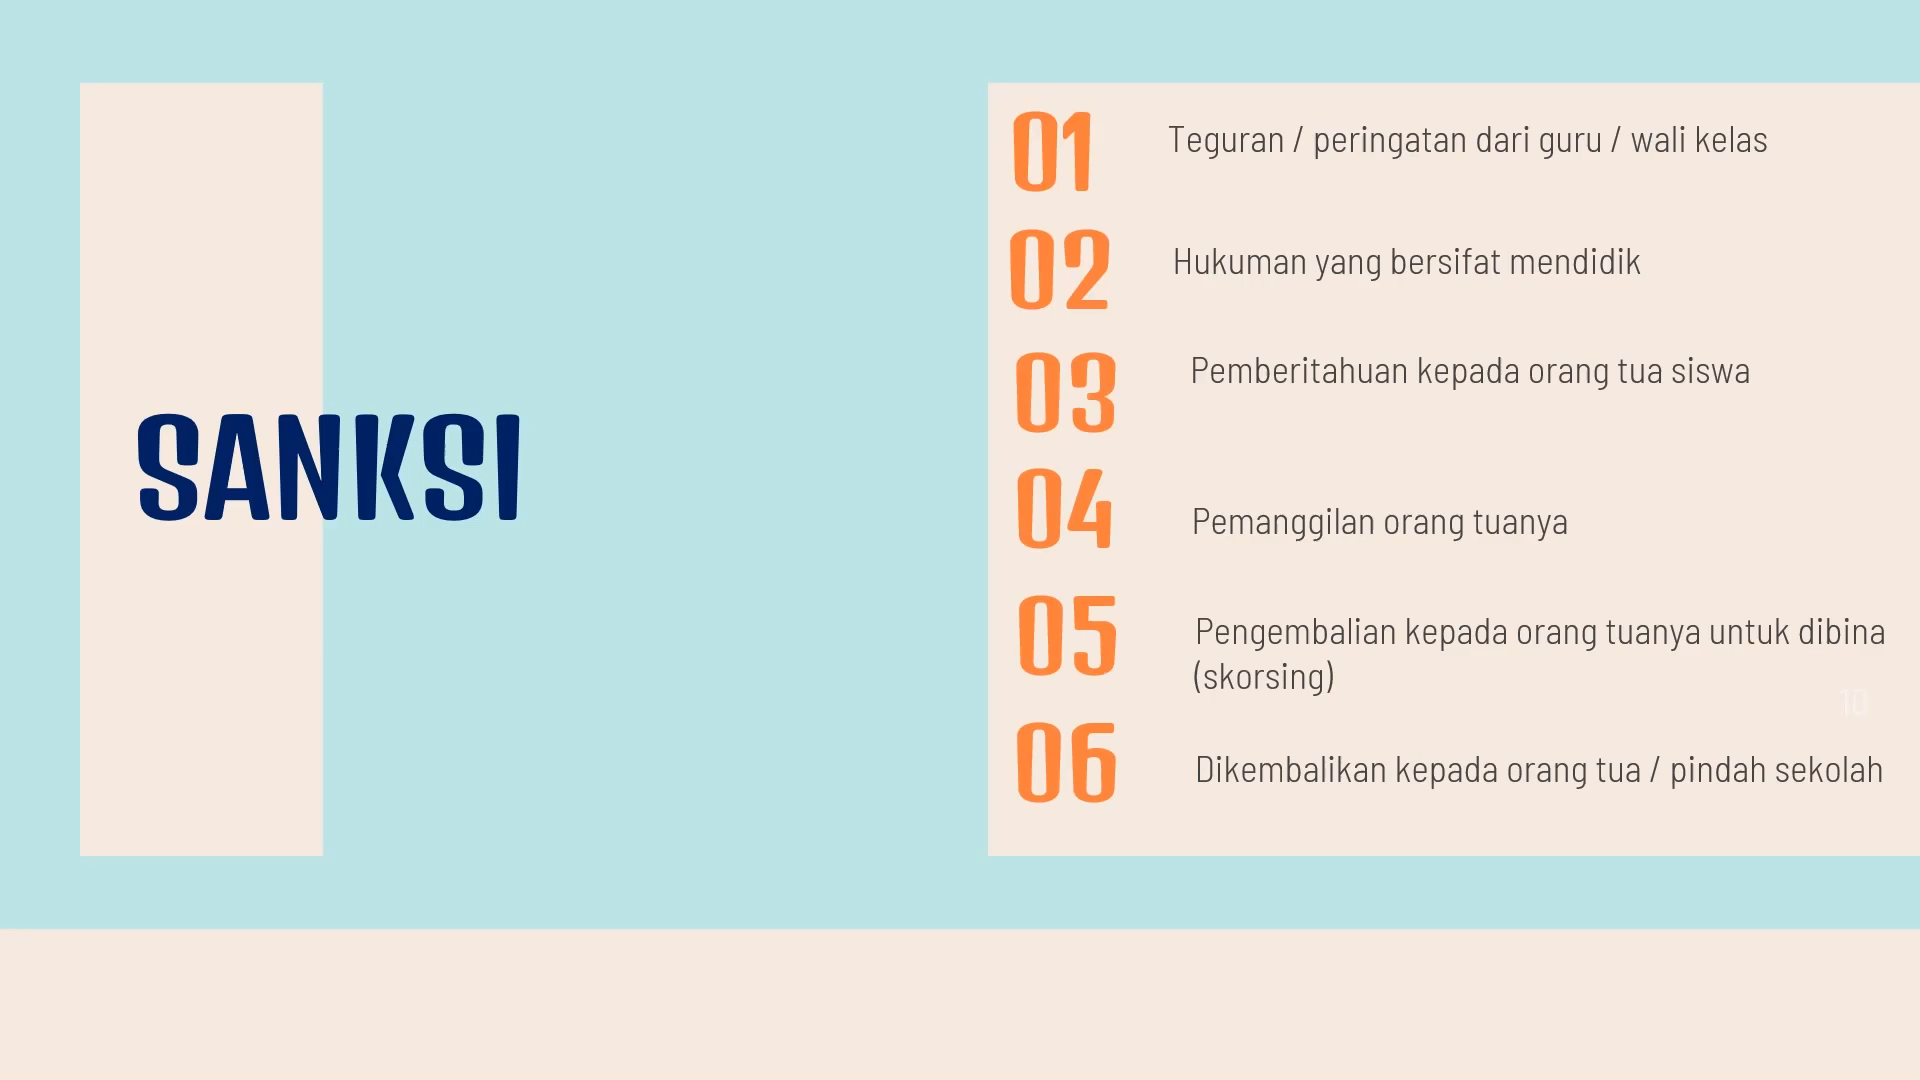 SANKSI
01 Teguran / peringatan dari guru / wali kelas
02 Hukuman yang bersifat mendidik
03 Pemberitahuan kepada orang tua siswa
04 Pemanggilan orang tuanya
05 Pengembalian kepada orang tuanya untuk dibina
(skorsing)
10
06 Dikembalikan kepada orang tua / pindah sekolah